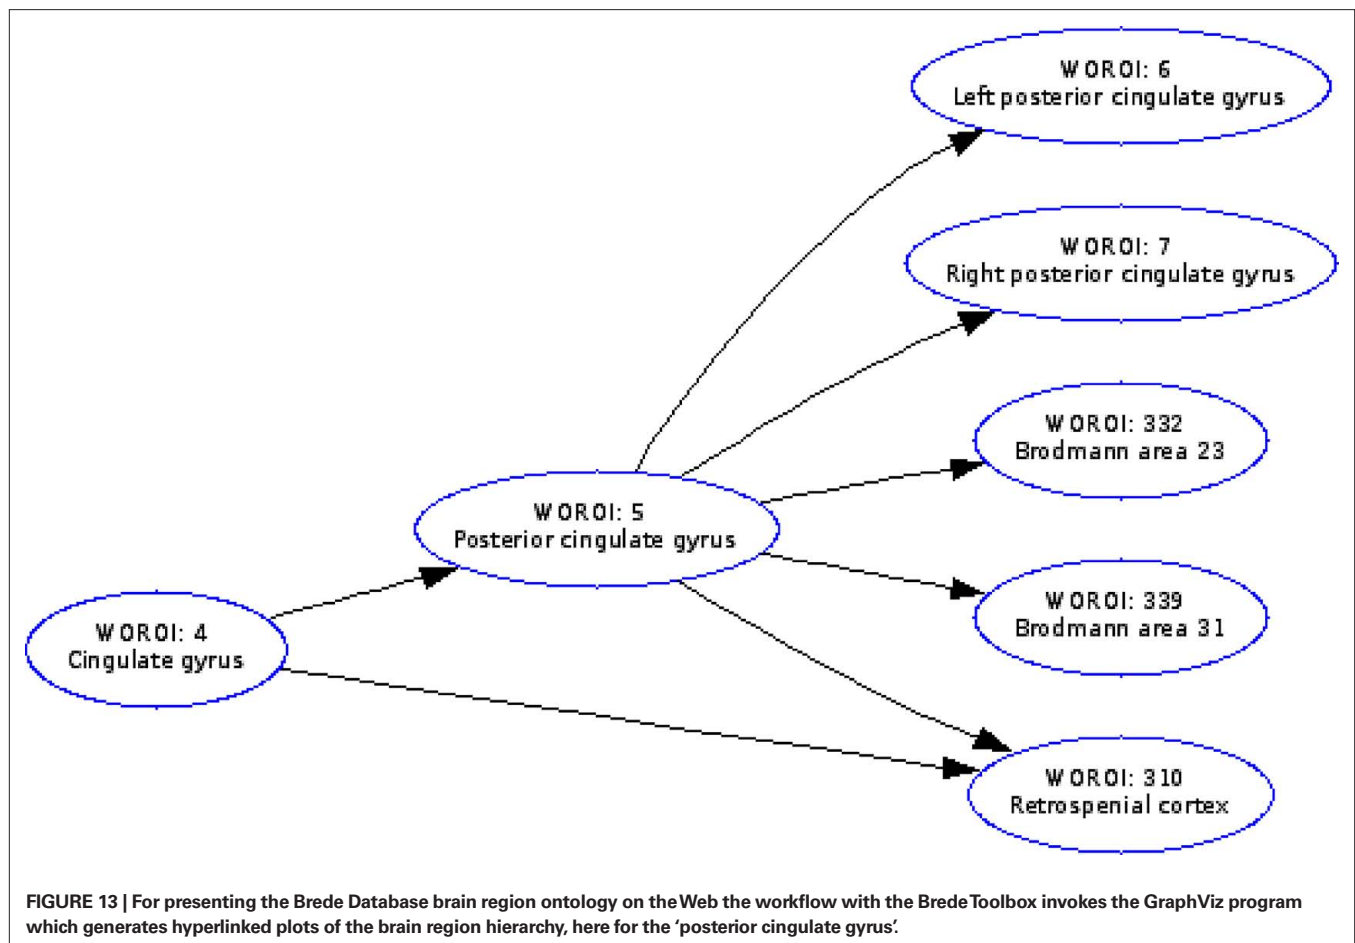 WOROI: 6
Left posterior cingulate gyrus
WOROI: 7
Right posterior cingulate gyrus
WOROI: 332
Brodmann area 23
WOROI: 5
Posterior cingulate gyrus
WOROI: 339
Brodmann area 31
WOROI: 4
Cingulate gyrus
WOROI: 310
Retrospenial cortex
FIGURE 13 | For presenting the Brede Database brain region ontology on the Web the workflow with the Brede Toolbox invokes the GraphViz program
which generates hyperlinked plots of the brain region hierarchy, here for the ‘posterior cingulate gyrus’.